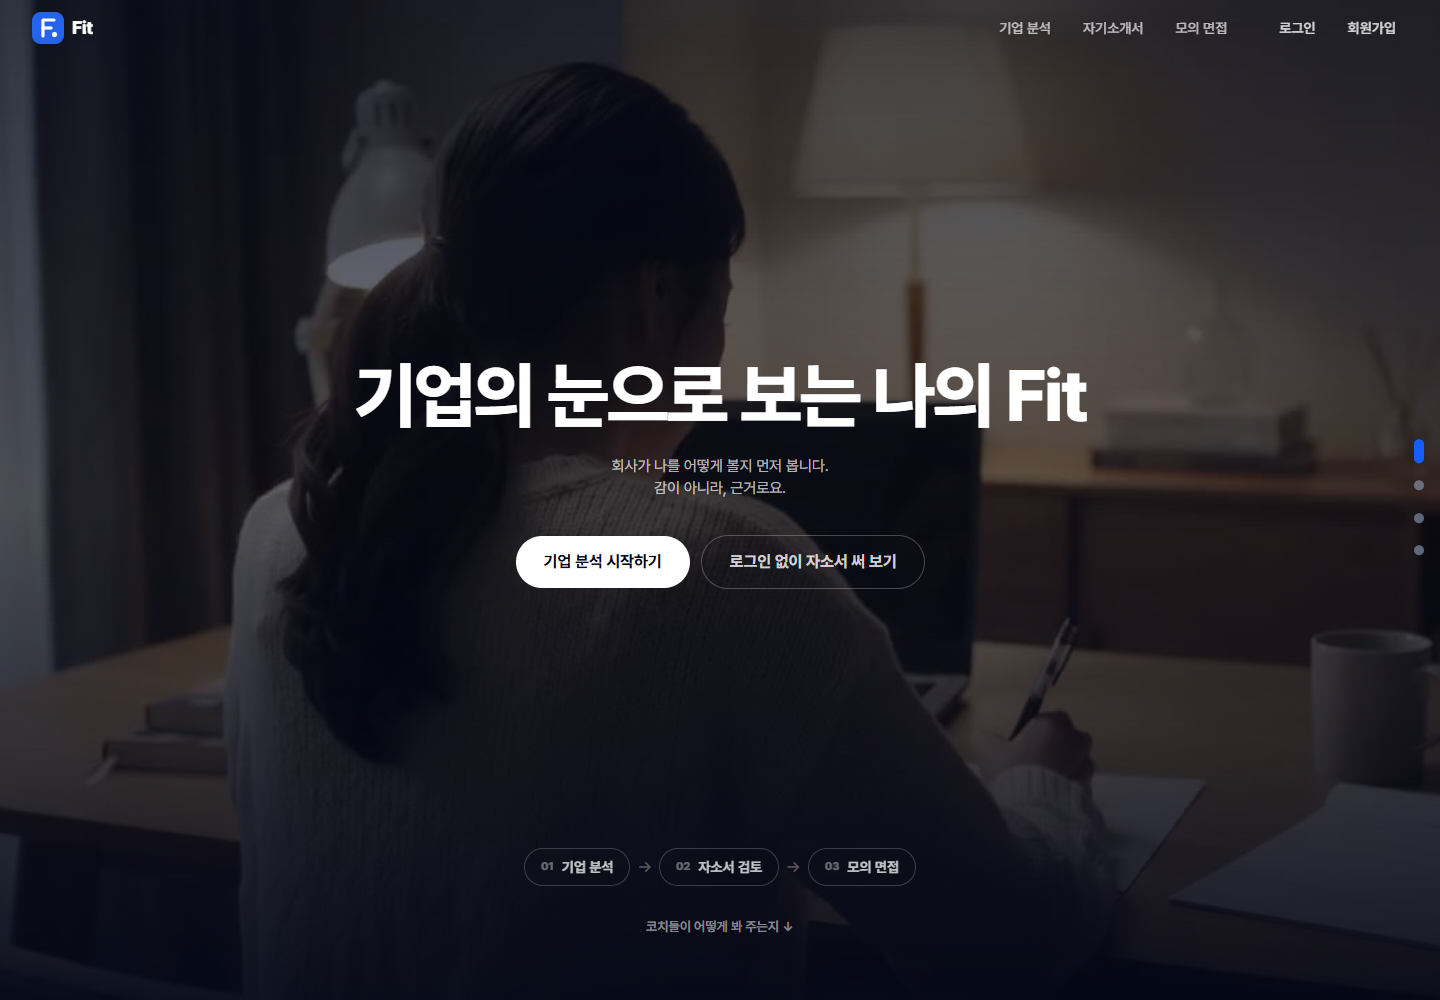 F. Fit
기업 분석
자기소개서
모의 면접
로그인
회원가입
기업의 눈으로 보는 나의 Fit
회사가 나를 어떻게 볼지 먼저 봅니다.
감이 아니라, 근거로요.
기업 분석 시작하기
로그인 없이 자소서 써 보기
01 기업 분석 → 02 자소서 검토 → 03 모의 면접
코치들이 어떻게 봐 주는지 ↓